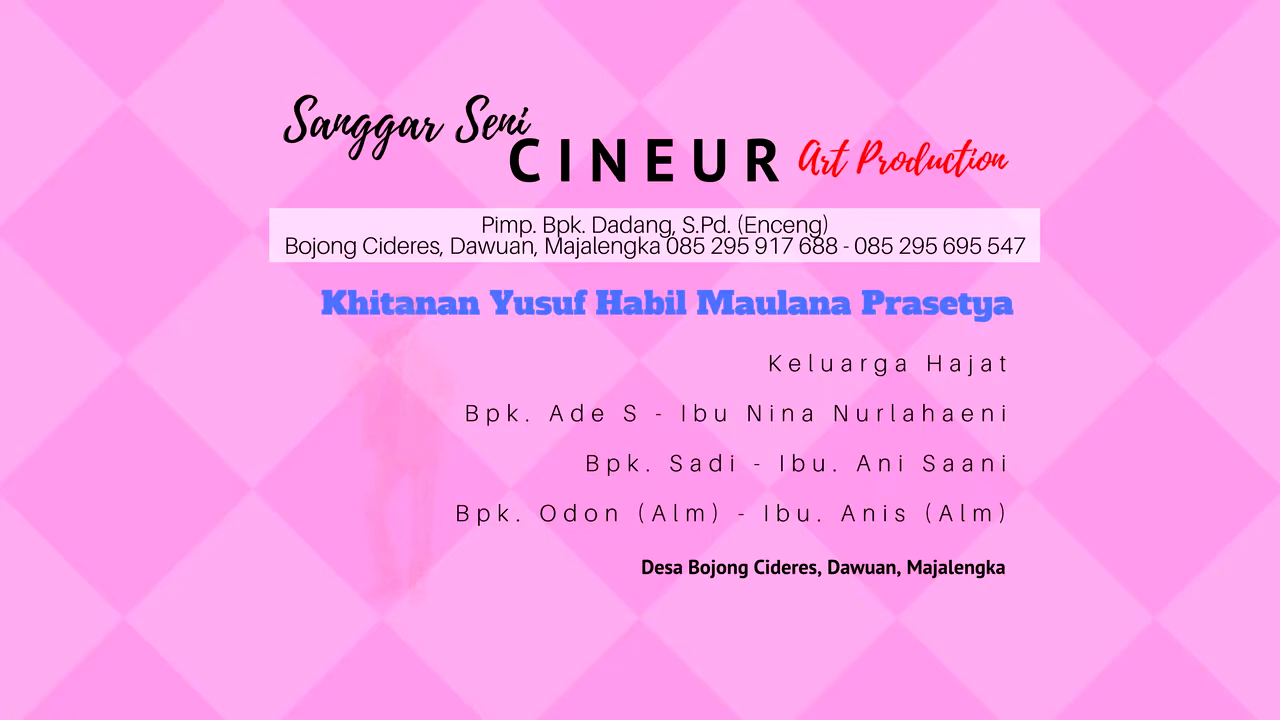 Sanggar Seni
CINEUR Art Production
Pimp. Bpk. Dadang, S.Pd. (Enceng)
Bojong Cideres, Dawuan, Majalengka 085 295 917 688 - 085 295 695 547
Khitanan Yusuf Habil Maulana Prasetya
Keluarga Hajat
Bpk. Ade S - Ibu Nina Nurlahaeni
Bpk. Sadi - Ibu. Ani Saani
Bpk. Odon (Alm) - Ibu. Anis (Alm)
Desa Bojong Cideres, Dawuan, Majalengka